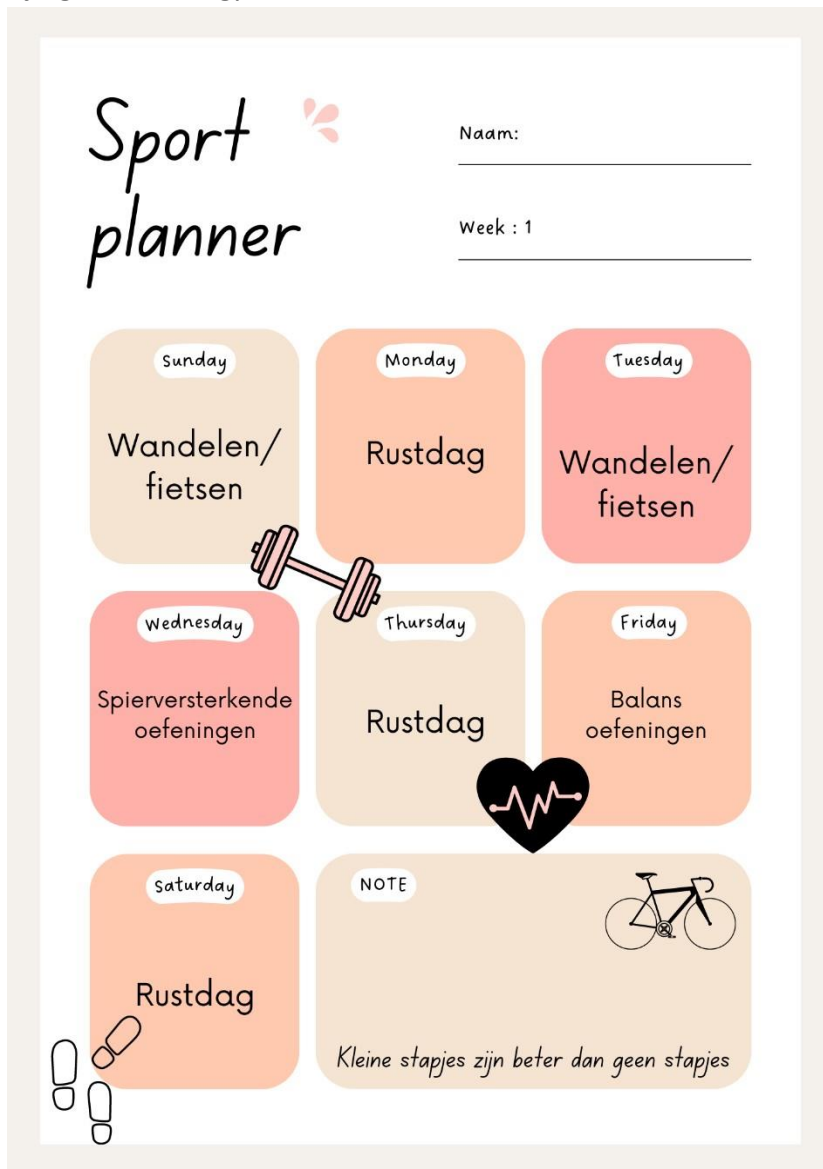 Sport
planner
Naam:
Week : 1
Sunday
Wandelen/
fietsen
Monday
Rustdag
Tuesday
Wandelen/
fietsen
Wednesday
Spierversterkende
oefeningen
Thursday
Rustdag
Friday
Balans
oefeningen
Saturday
Rustdag
NOTE
Kleine stapjes zijn beter dan geen stapjes